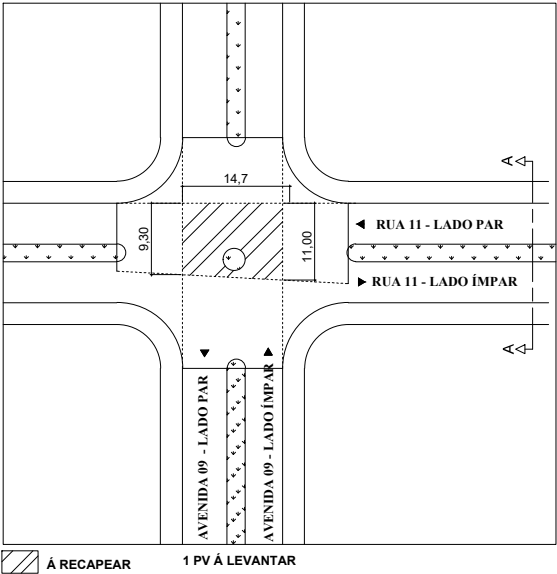 A
14,7
9,30
11,00
RUA 11 - LADO PAR
RUA 11 - LADO ÍMPAR
A
AVENIDA 09 - LADO PAR
AVENIDA 09 - LADO ÍMPAR
Á RECAPEAR
1 PV Á LEVANTAR